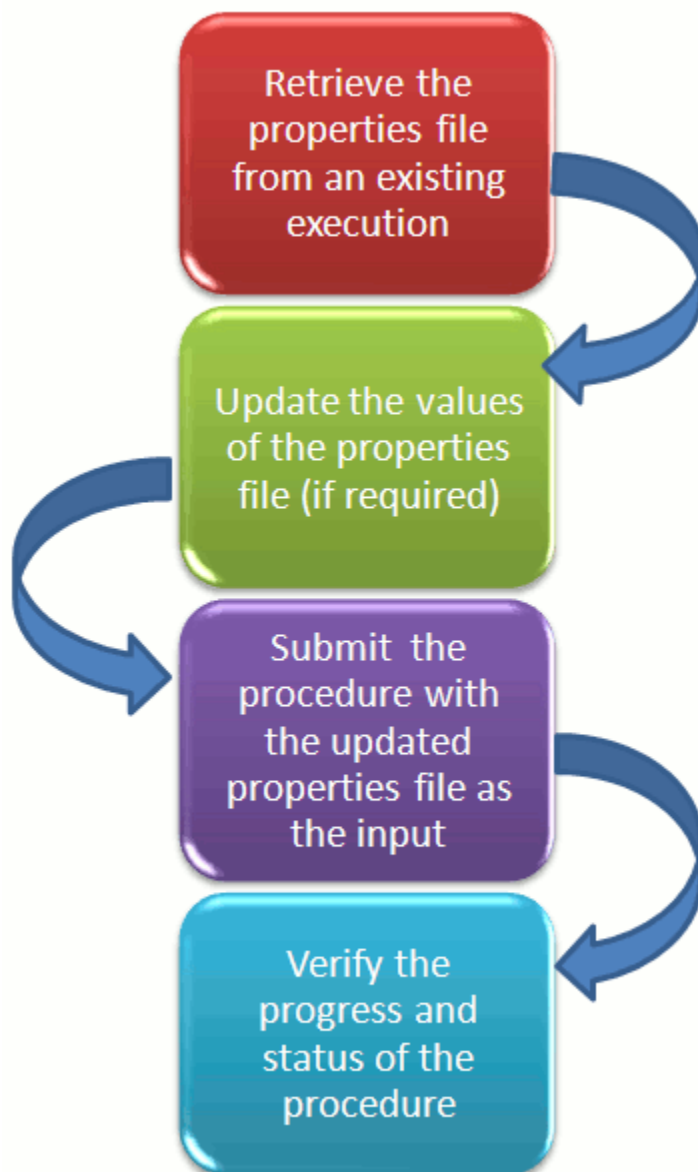 Retrieve the
properties file
from an existing
execution
Update the values
of the properties
file (if required)
Submit the
procedure with
the updated
properties file as
the input
Verify the
progress and
status of the
procedure